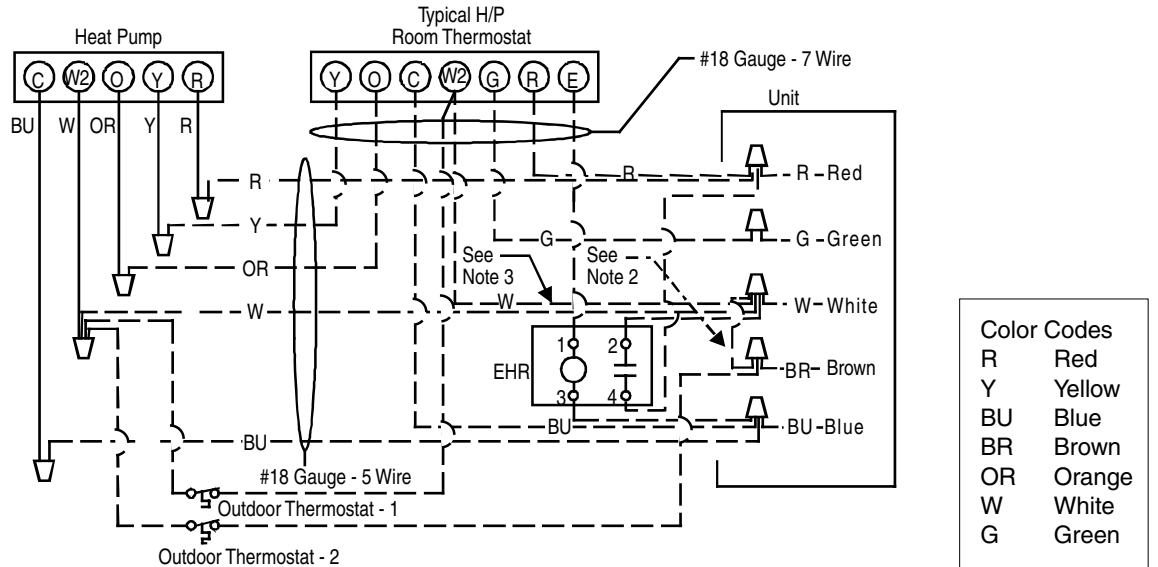 Typical H/P
Heat Pump
Room Thermostat
#18 Gauge - 7 Wire
C W2 O Y R
Y O C W2 G R E
Unit
BU W OR Y R
R
R
R - Red
Y
G
See
Note 3
See
Note 2
G - Green
OR
W
W
W - White
1 2
EHR
3 4
BR - Brown
BU
BU
BU - Blue
#18 Gauge - 5 Wire
Outdoor Thermostat - 1
Outdoor Thermostat - 2
Color Codes
R Red
Y Yellow
BU Blue
BR Brown
OR Orange
W White
G Green